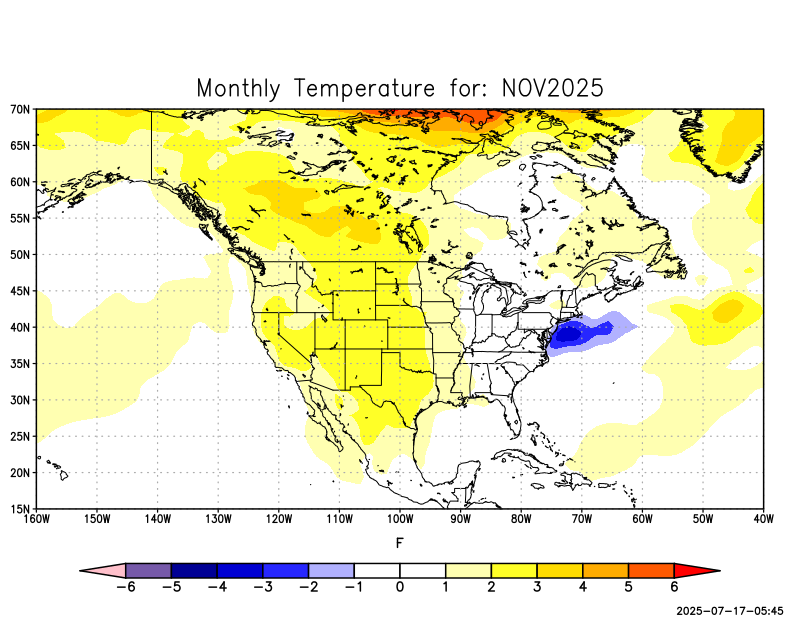 Monthly Temperature for: NOV2025
70N
65N
60N
55N
50N
45N
40N
35N
30N
25N
20N
15N
160W 150W 140W 130W 120W 110W 100W 90W 80W 70W 60W 50W 40W
F
-6 -5 -4 -3 -2 -1 0 1 2 3 4 5 6
2025-07-17-05:45